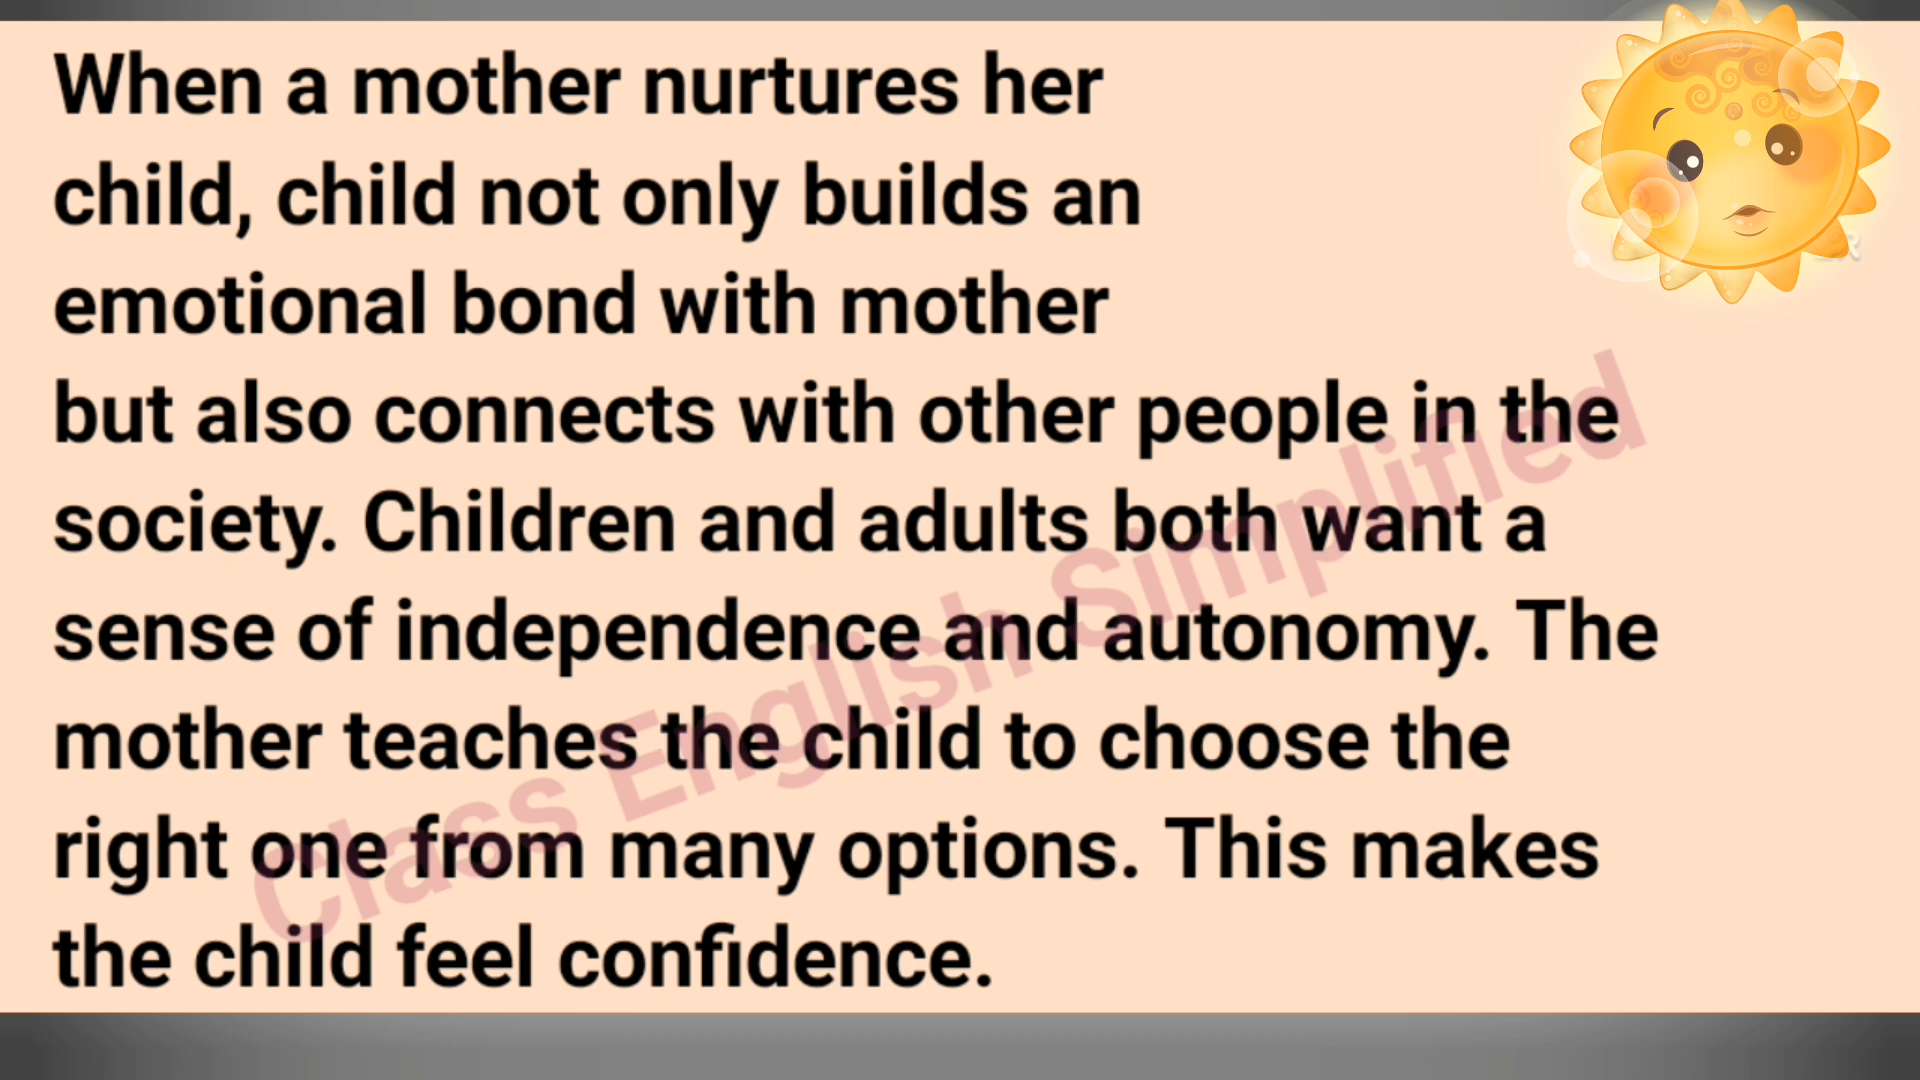 When a mother nurtures her
child, child not only builds an
emotional bond with mother
but also connects with other people in the
society. Children and adults both want a
sense of independence and autonomy. The
mother teaches the child to choose the
right one from many options. This makes
the child feel confidence.
Class English Simplified